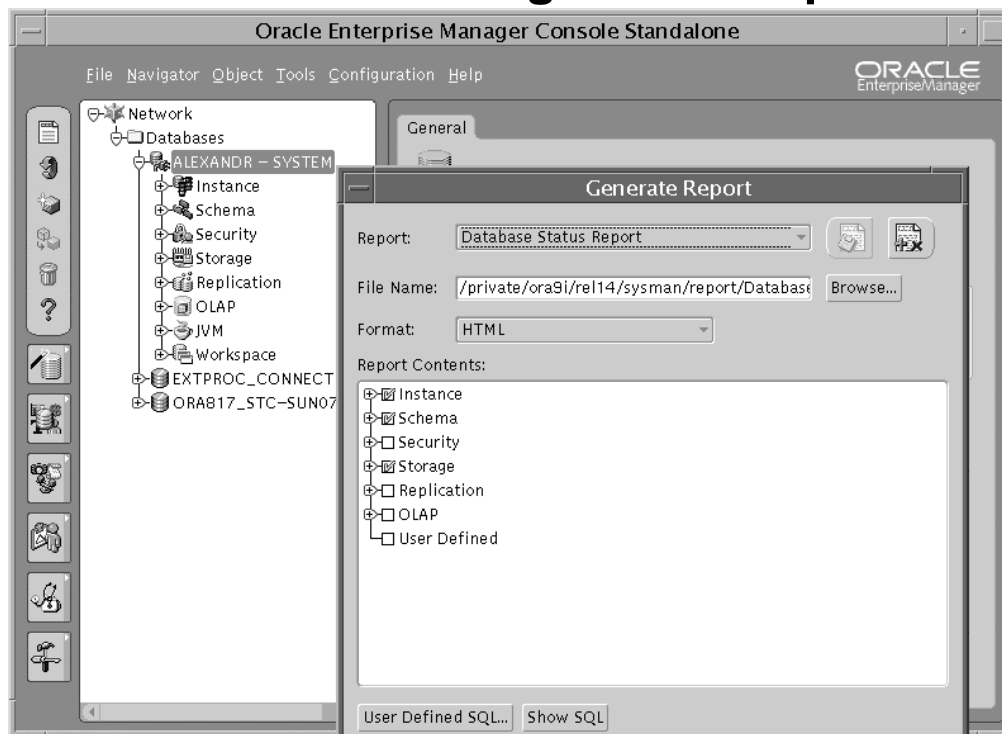 Oracle Enterprise Manager Console Standalone
File Navigator Object Tools Configuration Help
ORACLE
EnterpriseManager
Network
Databases
ALEXANDR – SYSTEM
Instance
Schema
Security
Storage
Replication
OLAP
JVM
Workspace
EXTPROC_CONNECT
ORA817_STC–SUN07
General
Generate Report
Report: Database Status Report
File Name: /private/ora9i/rel14/sysman/report/Databas Browse...
Format: HTML
Report Contents:
Instance
Schema
Security
Storage
Replication
OLAP
User Defined
User Defined SQL... Show SQL